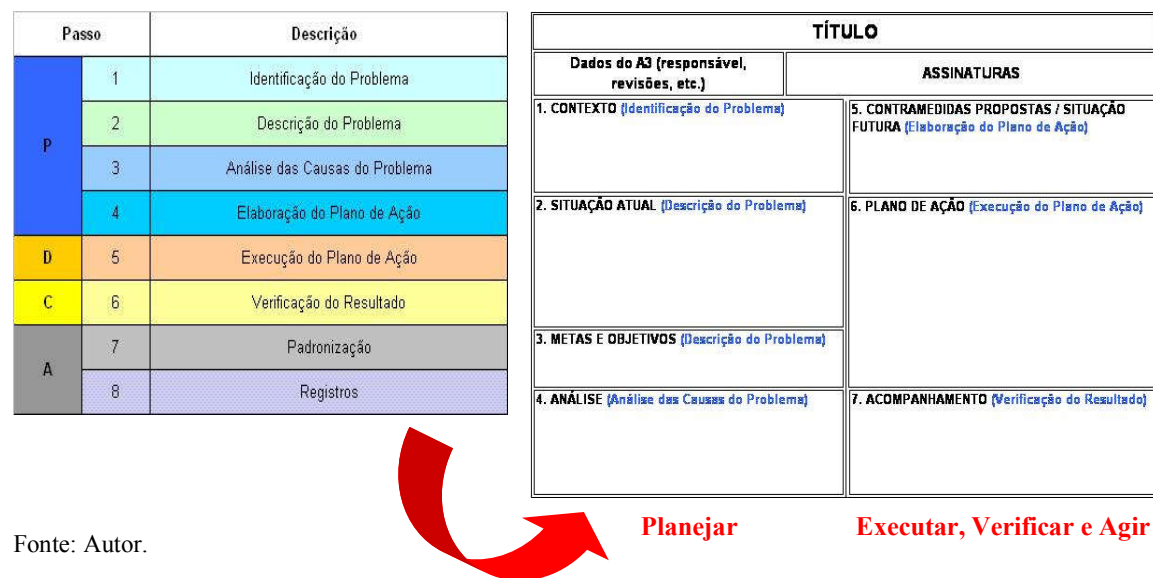 Passo Descrição
P
1 Identificação do Problema
2 Descrição do Problema
3 Análise das Causas do Problema
4 Elaboração do Plano de Ação
D 5 Execução do Plano de Ação
C 6 Verificação do Resultado
A
7 Padronização
8 Registros
TÍTULO
Dados do A3 (responsável,
revisões, etc.)
ASSINATURAS
1. CONTEXTO (Identificação do Problema)
2. SITUAÇÃO ATUAL (Descrição do Problema)
3. METAS E OBJETIVOS (Descrição do Problema)
4. ANÁLISE (Análise das Causas do Problema)
5. CONTRAMEDIDAS PROPOSTAS / SITUAÇÃO
FUTURA (Elaboração do Plano de Ação)
6. PLANO DE AÇÃO (Execução do Plano de Ação)
7. ACOMPANHAMENTO (Verificação do Resultado)
Planejar
Executar, Verificar e Agir
Fonte: Autor.